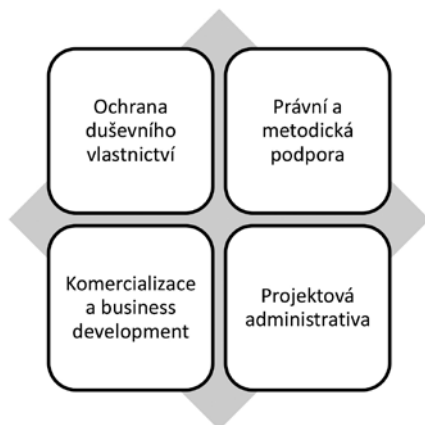 Ochrana
duševního
vlastnictví
Právní a
metodická
podpora
Komercializace
a business
development
Projektová
administrativa